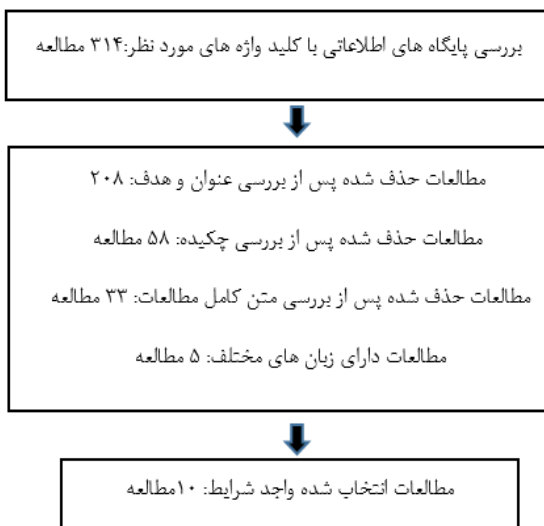 بررسی پایگاه های اطلاعاتی با کلید واژه های مورد نظر:۳۱۴ مطالعه
مطالعات حذف شده پس از بررسی عنوان و هدف: ۲۰۸
مطالعات حذف شده پس از بررسی چکیده: ۵۸ مطالعه
مطالعات حذف شده پس از بررسی متن کامل مطالعات: ۳۳ مطالعه
مطالعات دارای زبان های مختلف: ۵ مطالعه
مطالعات انتخاب شده واجد شرایط: ۱۰مطالعه